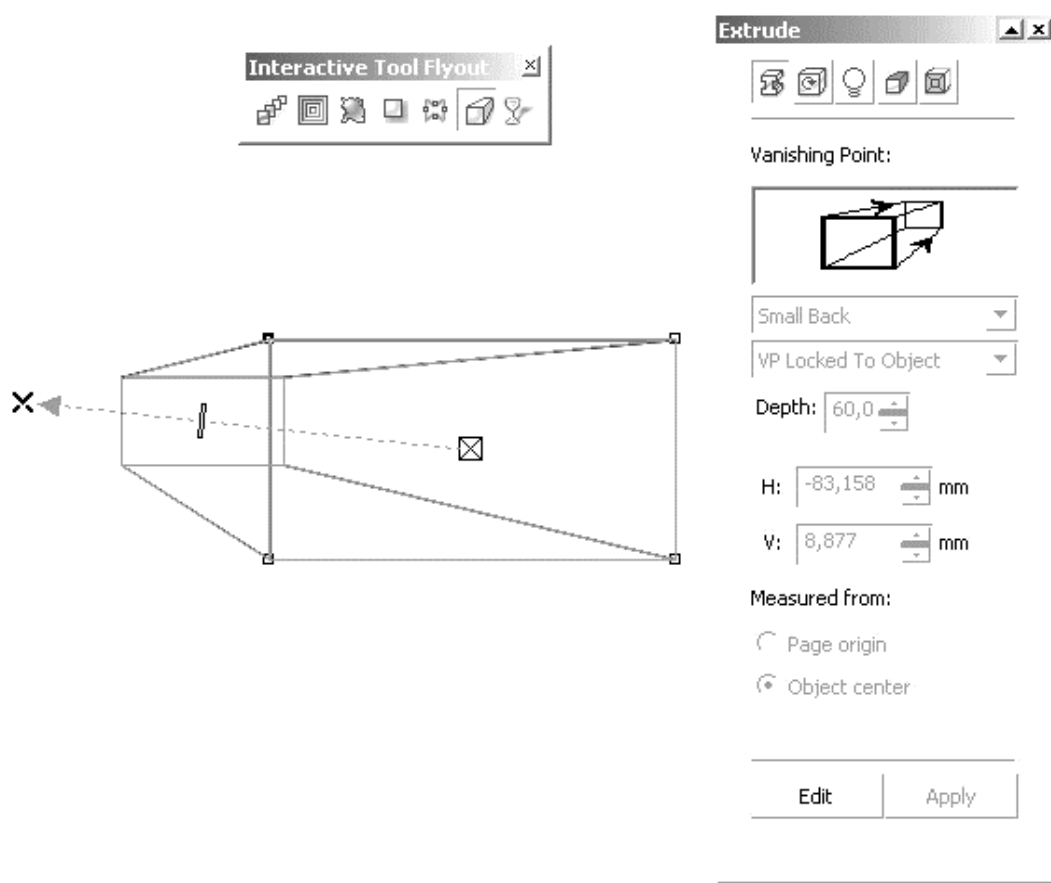 Extrude
Interactive Tool Flyout
Vanishing Point:
Small Back
VP Locked To Object
Depth: 60,0
H: -83,158 mm
V: 8,877 mm
Measured from:
Page origin
Object center
Edit Apply